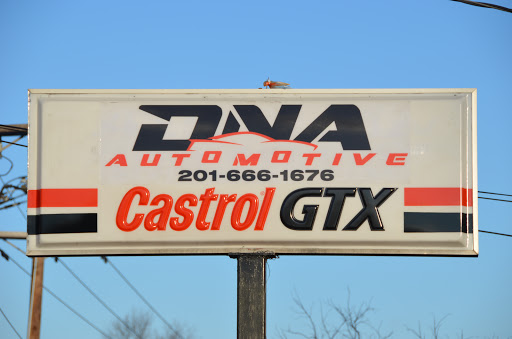 DNA
AUTOMOTIVE
201-666-1676
Castrol GTX